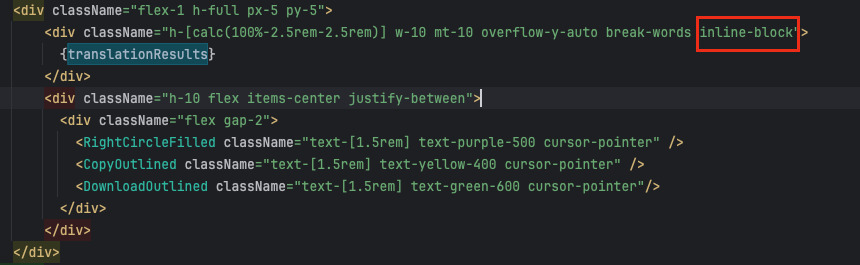 <div className="flex-1 h-full px-5 py-5">
<div className="h-[calc(100%-2.5rem-2.5rem)] w-10 mt-10 overflow-y-auto break-words inline-block">
{translationResults}
</div>
<div className="h-10 flex items-center justify-between">
<div className="flex gap-2">
<RightCircleFilled className="text-[1.5rem] text-purple-500 cursor-pointer" />
<CopyOutlined className="text-[1.5rem] text-yellow-400 cursor-pointer" />
<DownloadOutlined className="text-[1.5rem] text-green-600 cursor-pointer"/>
</div>
</div>
</div>